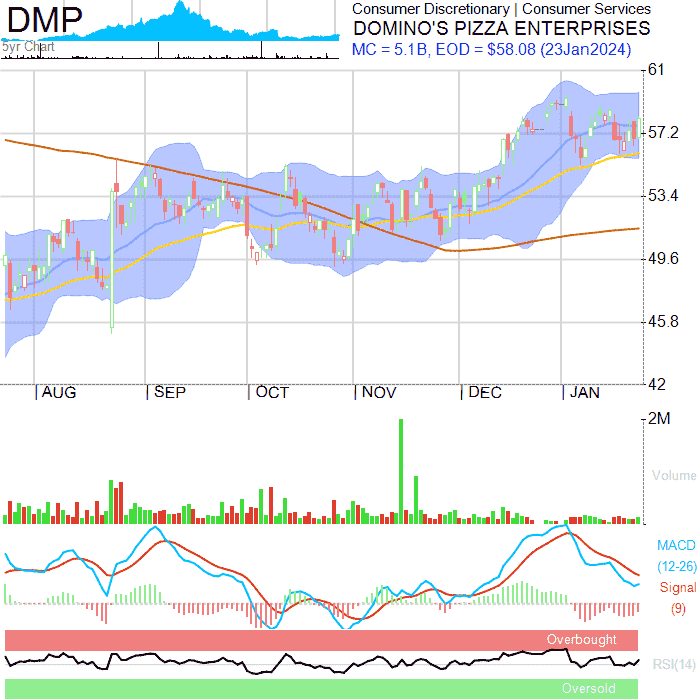 DMP
5yr Chart
Consumer Discretionary | Consumer Services
DOMINO'S PIZZA ENTERPRISES
MC = 5.1B, EOD = $58.08 (23Jan2024)
61
57.2
53.4
49.6
45.8
42
AUG SEP OCT NOV DEC JAN
2M
Volume
MACD
(12-26)
Signal
(9)
Overbought
RSI(14)
Oversold